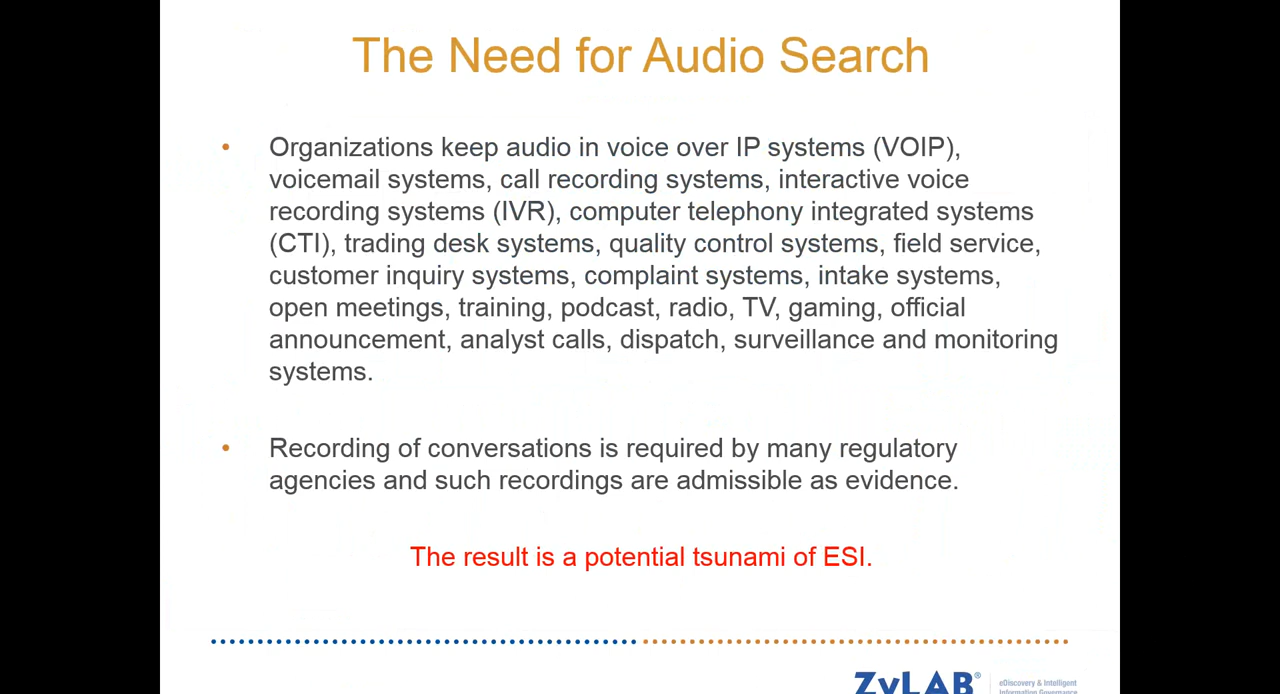 The Need for Audio Search
• Organizations keep audio in voice over IP systems (VOIP),
voicemail systems, call recording systems, interactive voice
recording systems (IVR), computer telephony integrated systems
(CTI), trading desk systems, quality control systems, field service,
customer inquiry systems, complaint systems, intake systems,
open meetings, training, podcast, radio, TV, gaming, official
announcement, analyst calls, dispatch, surveillance and monitoring
systems.
• Recording of conversations is required by many regulatory
agencies and such recordings are admissible as evidence.
The result is a potential tsunami of ESI.
ZyLAB®
eDiscovery & Intelligent
Information Governance